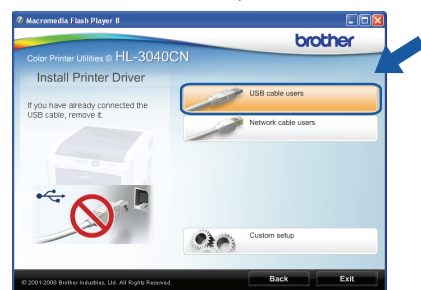 Macromedia Flash Player 8
brother
Color Printer Utilities ® HL-3040CN
Install Printer Driver
If you have already connected the
USB cable, remove it.
USB cable users
Network cable users
Custom setup
© 2001-2008 Brother Industries, Ltd. All Rights Reserved.
Back
Exit